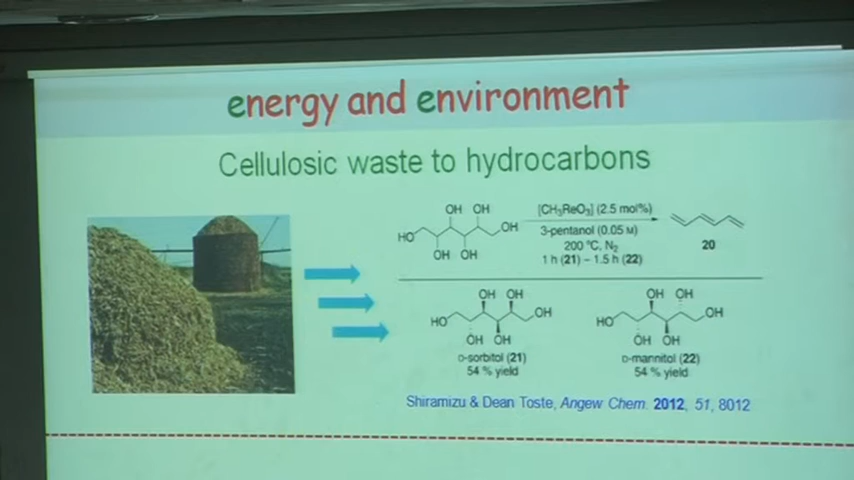 energy and environment
Cellulosic waste to hydrocarbons
OH OH
HO
OH
OH OH
[CH₃ReO₃] (2.5 mol%)
3-pentanol (0.05 M)
200 °C, N₂
1 h (21) – 1.5 h (22)
20
OH OH
HO
OH
OH OH
D-sorbitol (21)
54 % yield
OH OH
HO
OH
OH OH
D-mannitol (22)
54 % yield
Shiramizu & Dean Toste, Angew Chem. 2012, 51, 8012